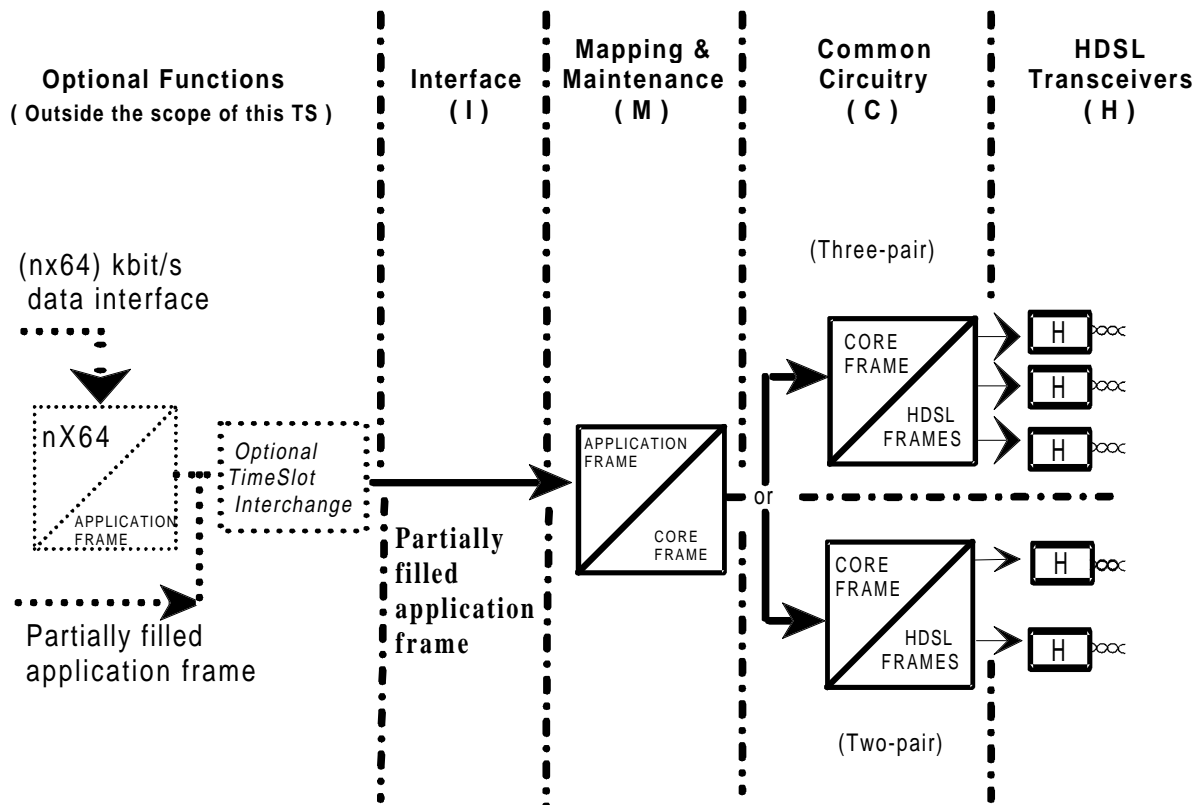 Optional Functions
( Outside the scope of this TS )
Interface
( I )
Mapping &
Maintenance
( M )
Common
Circuitry
( C )
HDSL
Transceivers
( H )
(nx64) kbit/s
data interface
nX64
APPLICATION
FRAME
Optional
TimeSlot
Interchange
Partially filled
application frame
Partially
filled
application
frame
APPLICATION
FRAME
CORE
FRAME
or
(Three-pair)
CORE
FRAME
HDSL
FRAMES
H
H
H
CORE
FRAME
HDSL
FRAMES
H
H
(Two-pair)